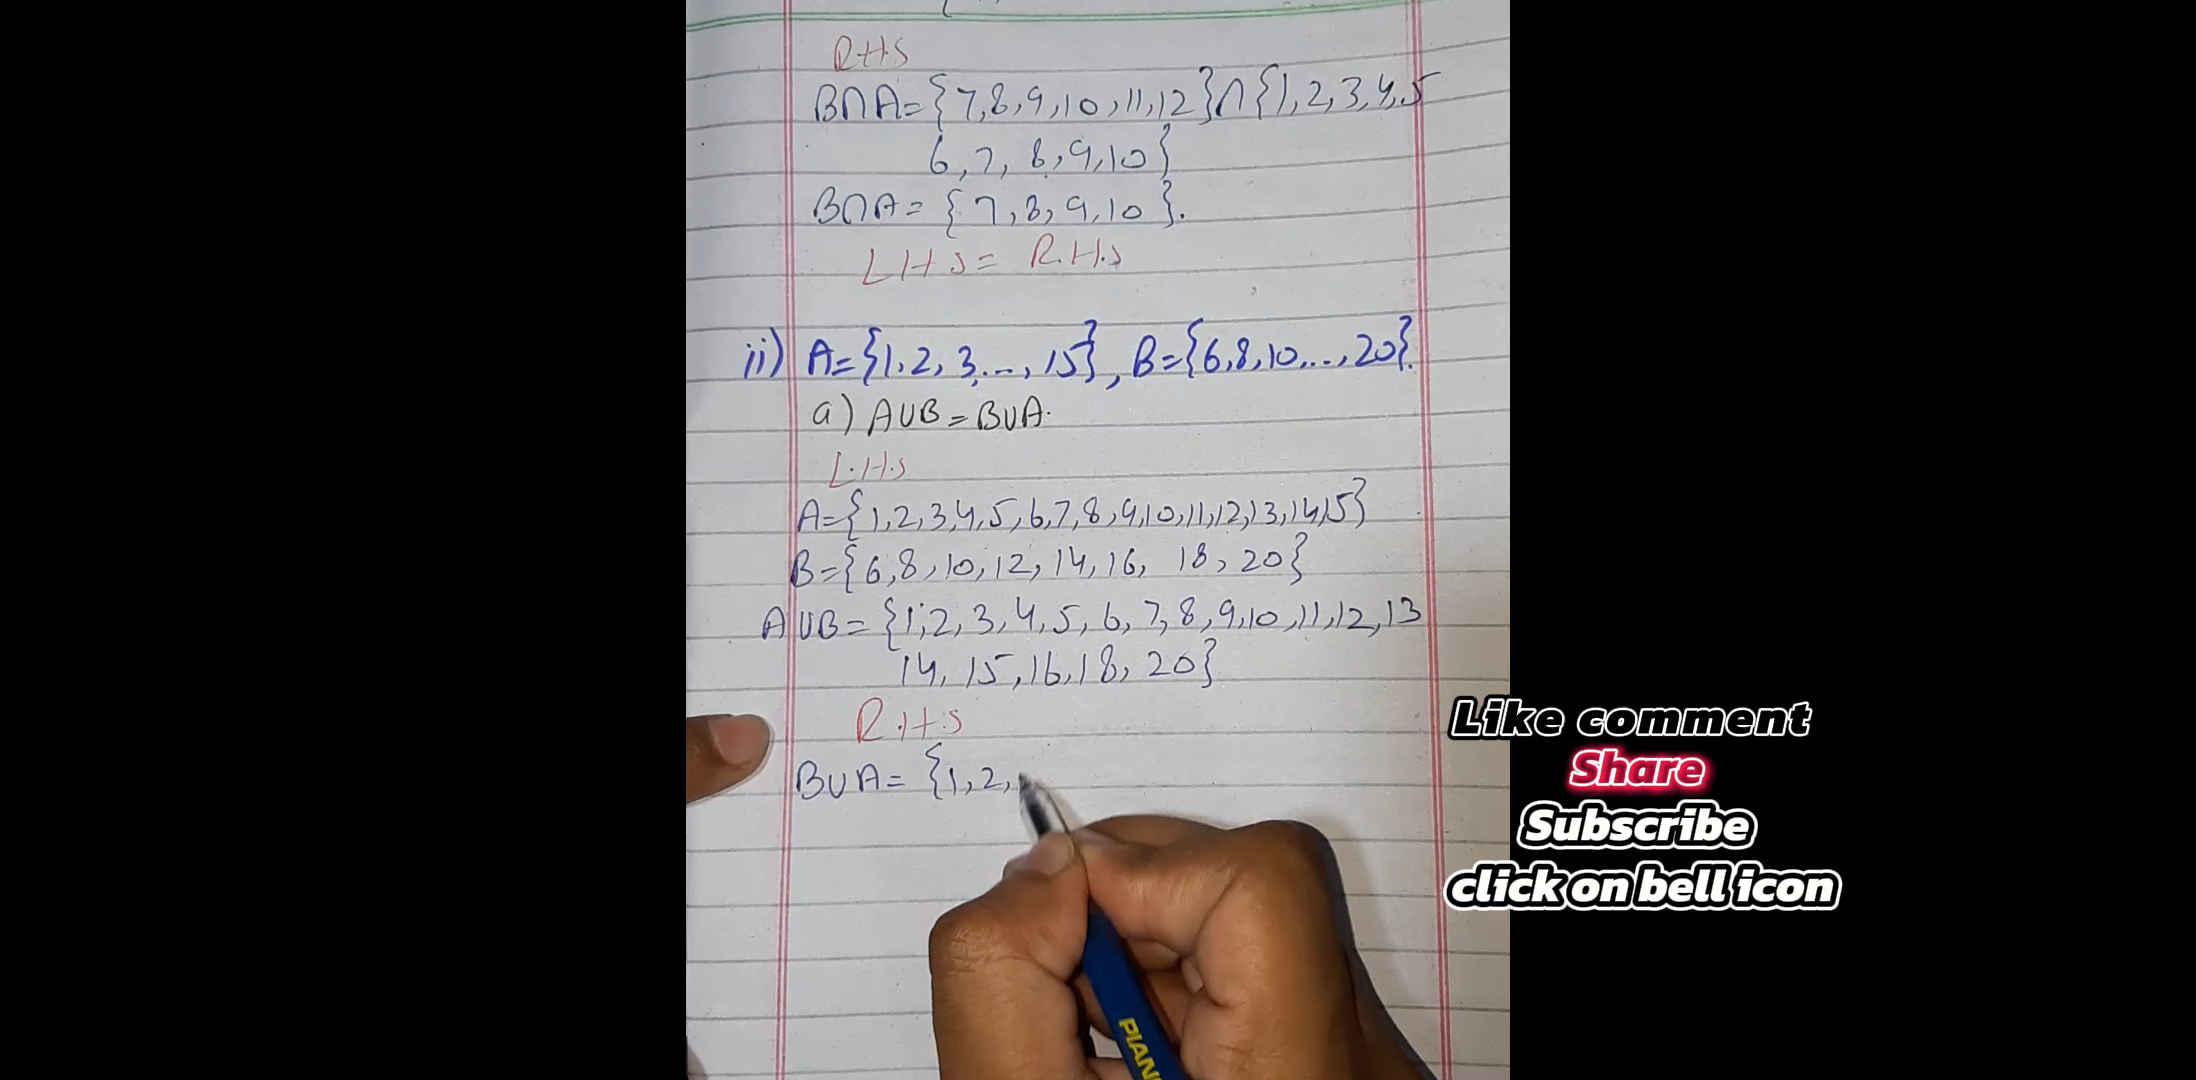 R.H.S
B∩A={7,8,9,10,11,12}∩{1,2,3,4,5
6,7,8,9,10}
B∩A={7,8,9,10}.
LHS=R.H.S
ii) A={1,2,3,...,15}, B={6,8,10,...,20}.
a) A∪B=B∪A.
L.H.S
A={1,2,3,4,5,6,7,8,9,10,11,12,13,14,15}
B={6,8,10,12,14,16, 18,20}
A∪B={1,2,3,4,5,6,7,8,9,10,11,12,13
14,15,16,18,20}
R.H.S
B∪A={1,2,
Like comment
Share
Subscribe
click on bell icon
PIAN